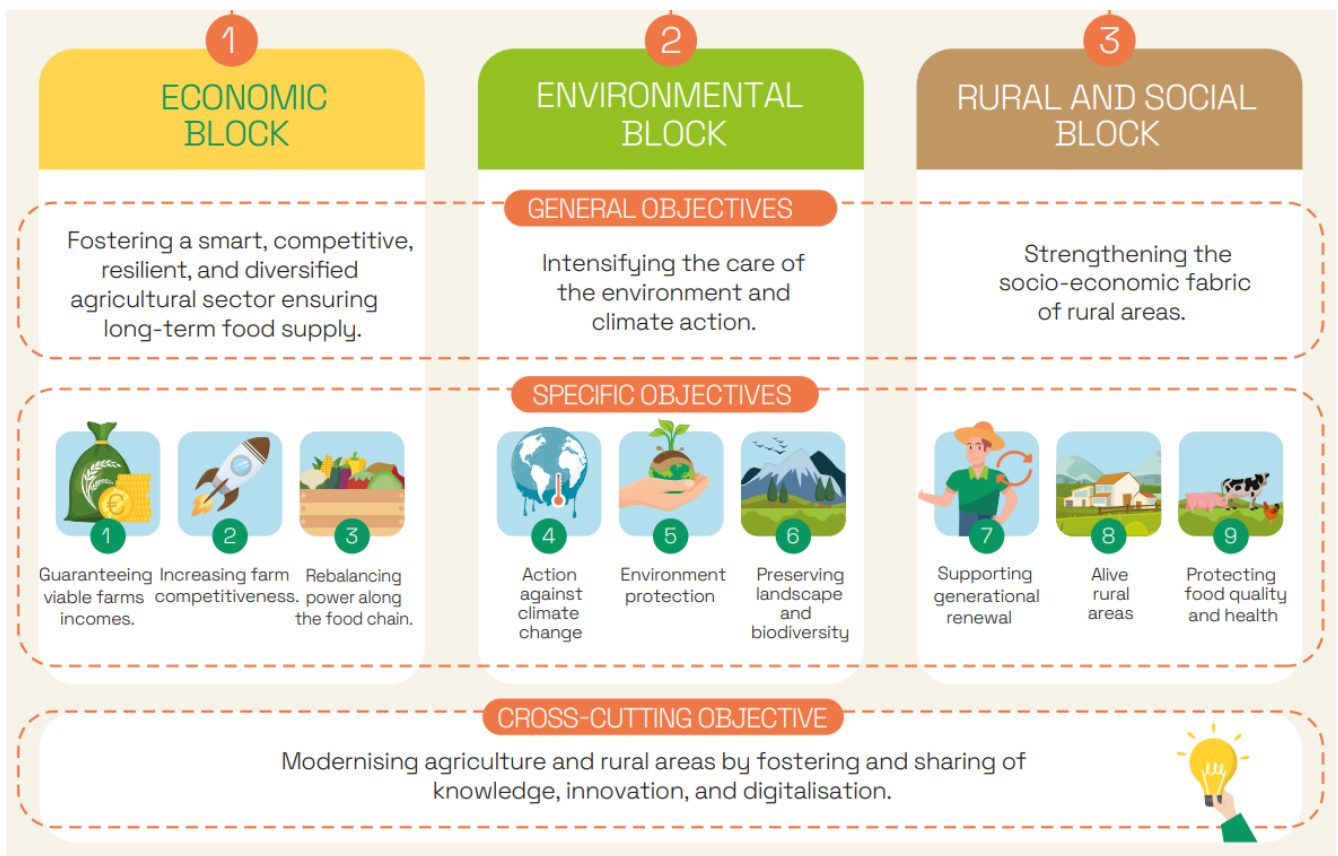 1
ECONOMIC
BLOCK
2
ENVIRONMENTAL
BLOCK
3
RURAL AND SOCIAL
BLOCK
GENERAL OBJECTIVES
Fostering a smart, competitive,
resilient, and diversified
agricultural sector ensuring
long-term food supply.
Intensifying the care of
the environment and
climate action.
Strengthening the
socio-economic fabric
of rural areas.
SPECIFIC OBJECTIVES
€
1
Guaranteeing
viable farms
incomes.
2
Increasing farm
competitiveness.
3
Rebalancing
power along
the food chain.
4
Action
against
climate
change
5
Environment
protection
6
Preserving
landscape
and
biodiversity
7
Supporting
generational
renewal
8
Alive
rural
areas
9
Protecting
food quality
and health
CROSS-CUTTING OBJECTIVE
Modernising agriculture and rural areas by fostering and sharing of
knowledge, innovation, and digitalisation.